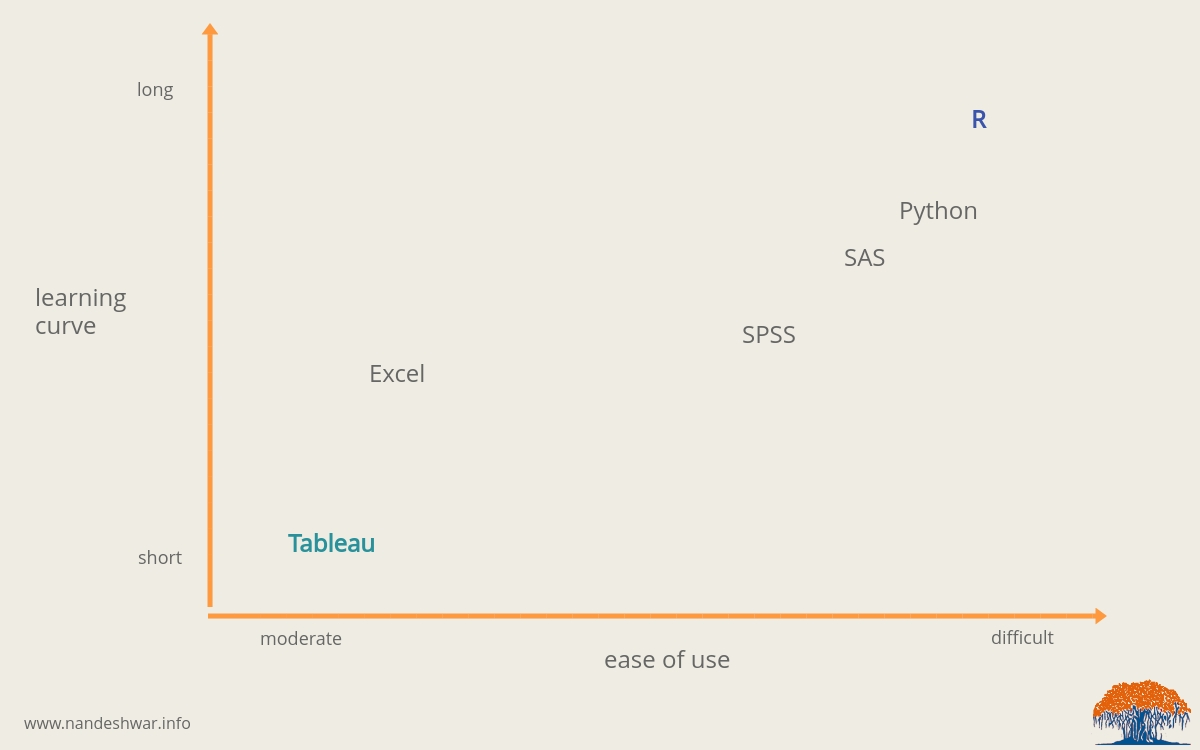 long
R
Python
SAS
learning
curve
SPSS
Excel
Tableau
short
moderate
difficult
ease of use
www.nandeshwar.info